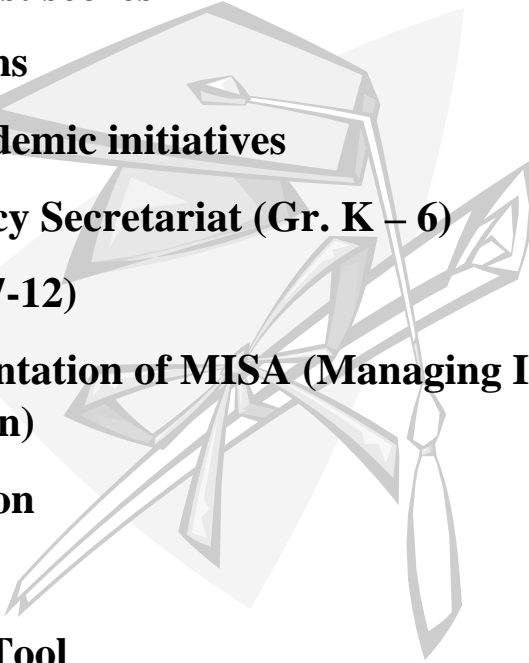 ns
demic initiatives
cy Secretariat (Gr. K – 6)
7-12)
ntation of MISA (Managing I
n)
on
Tool